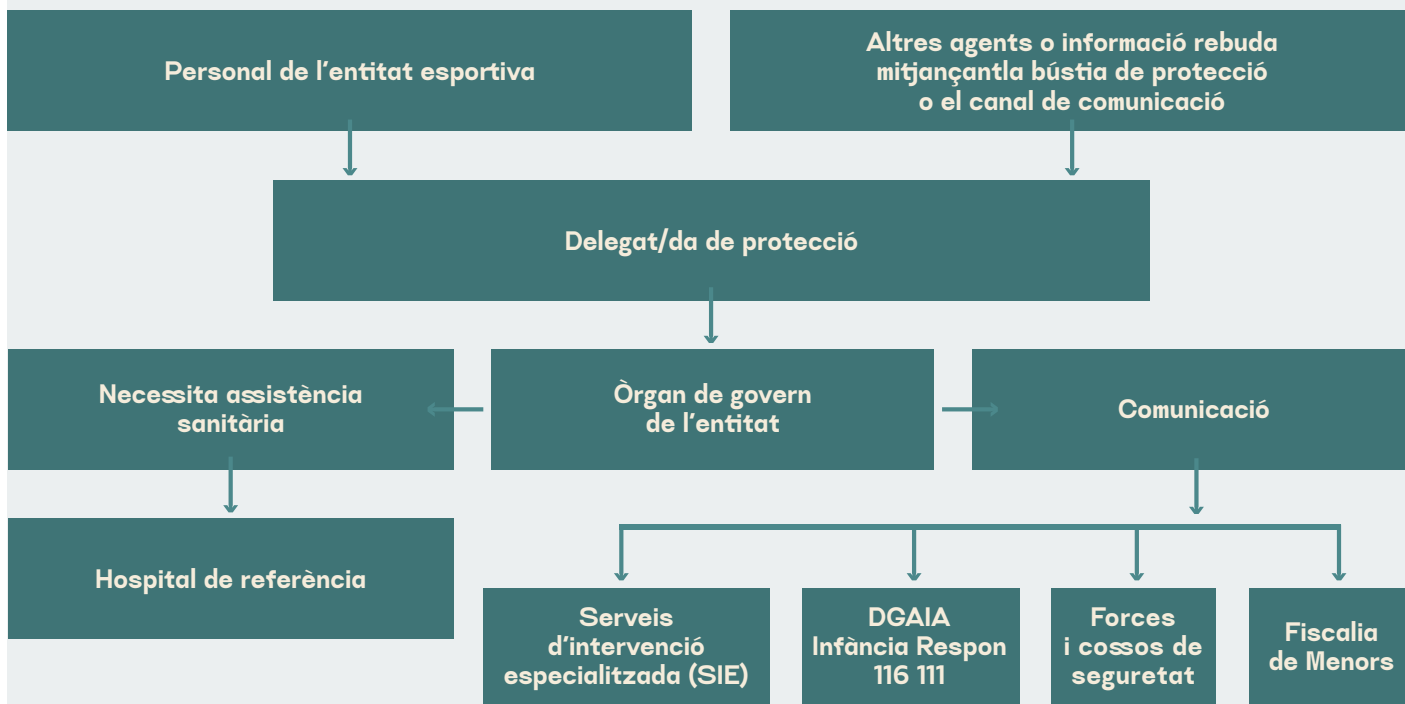 Personal de l'entitat esportiva
Altres agents o informació rebuda
mitjançantla bústia de protecció
o el canal de comunicació
Delegat/da de protecció
Necessita assistència
sanitària
Òrgan de govern
de l'entitat
Comunicació
Hospital de referència
Serveis
d'intervenció
especialitzada (SIE)
DGAIA
Infància Respon
116 111
Forces
i cossos de
seguretat
Fiscalia
de Menors